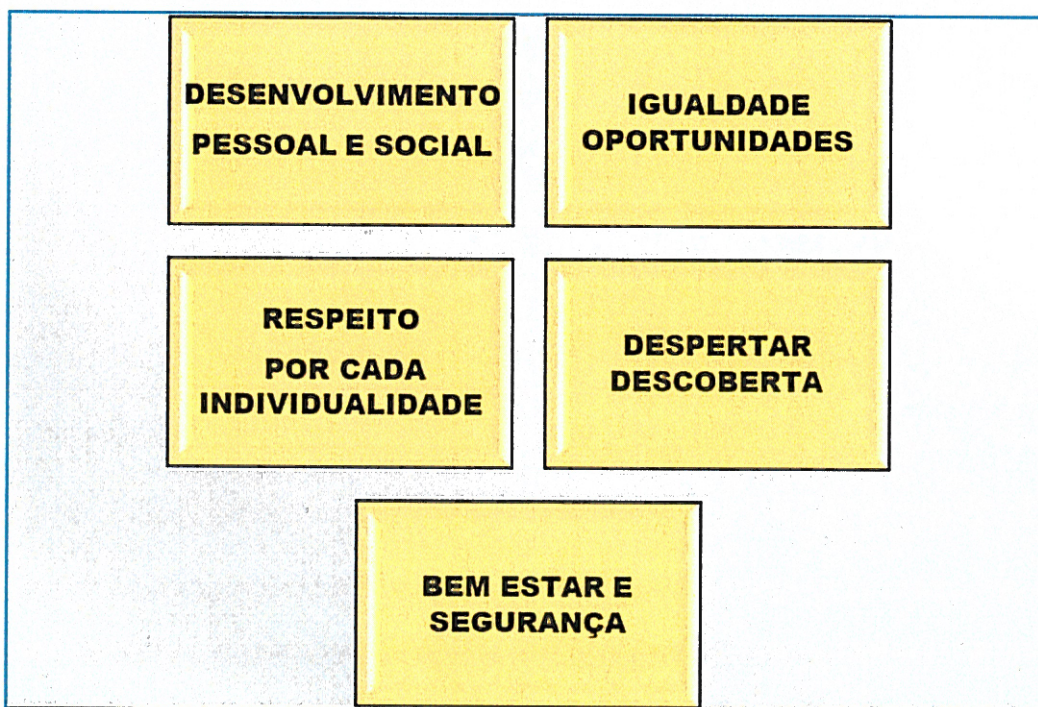 DESENVOLVIMENTO
PESSOAL E SOCIAL
IGUALDADE
OPORTUNIDADES
RESPEITO
POR CADA
INDIVIDUALIDADE
DESPERTAR
DESCOBERTA
BEM ESTAR E
SEGURANÇA